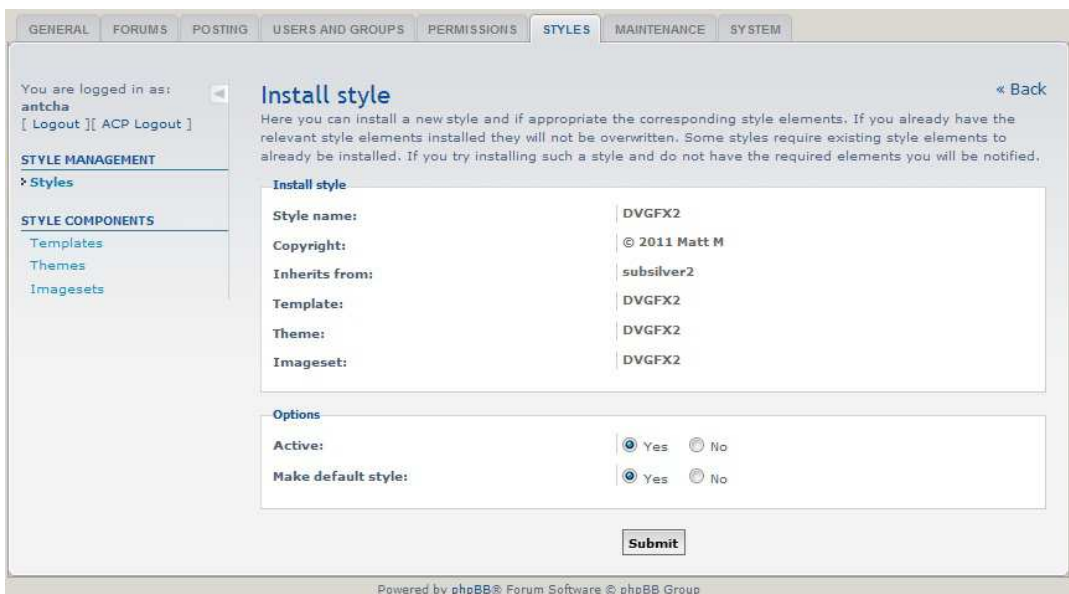 GENERAL FORUMS POSTING USERS AND GROUPS PERMISSIONS STYLES MAINTENANCE SYSTEM
You are logged in as:
antcha
[ Logout ][ ACP Logout ]
STYLE MANAGEMENT
Styles
STYLE COMPONENTS
Templates
Themes
Imagesets
« Back
Install style
Here you can install a new style and if appropriate the corresponding style elements. If you already have the
relevant style elements installed they will not be overwritten. Some styles require existing style elements to
already be installed. If you try installing such a style and do not have the required elements you will be notified.
Install style
Style name: DVGFX2
Copyright: © 2011 Matt M
Inherits from: subsilver2
Template: DVGFX2
Theme: DVGFX2
Imageset: DVGFX2
Options
Active: Yes No
Make default style: Yes No
Submit
Powered by phpBB® Forum Software © phpBB Group